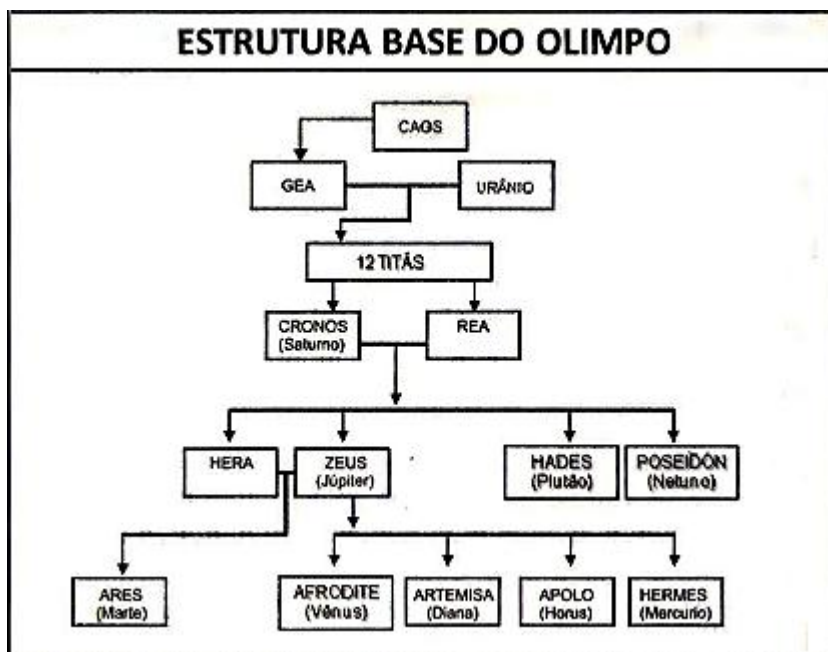 ESTRUTURA BASE DO OLIMPO
CAOS
GEA
URÂNIO
12 TITÃS
CRONOS
(Saturno)
REA
HERA
ZEUS
(Júpiter)
HADES
(Plutão)
POSEIDON
(Netuno)
ARES
(Marte)
AFRODITE
(Vênus)
ARTEMISA
(Diana)
APOLO
(Horus)
HERMES
(Mercurio)